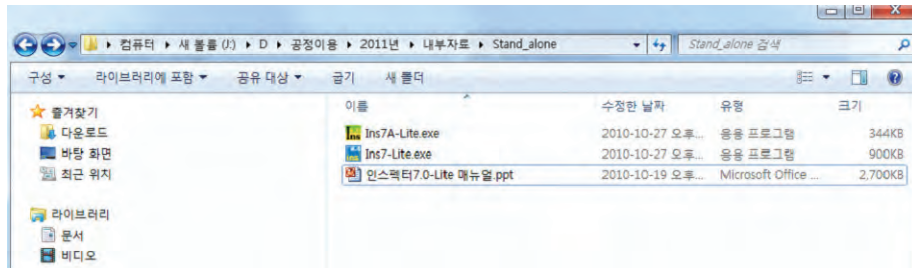 컴퓨터 ▸ 새 볼륨 (J:) ▸ D ▸ 공정이용 ▸ 2011년 ▸ 내부자료 ▸ Stand_alone Stand_alone 검색
구성 라이브러리에 포함 공유 대상 굽기 새 폴더
이름 수정한 날짜 유형 크기
즐겨찾기
다운로드 Ins7A-Lite.exe 2010-10-27 오후... 응용 프로그램 344KB
바탕 화면 Ins7-Lite.exe 2010-10-27 오후... 응용 프로그램 900KB
최근 위치 인스펙터7.0-Lite 매뉴얼.ppt 2010-10-19 오후... Microsoft Office ... 2,700KB
라이브러리
문서
비디오